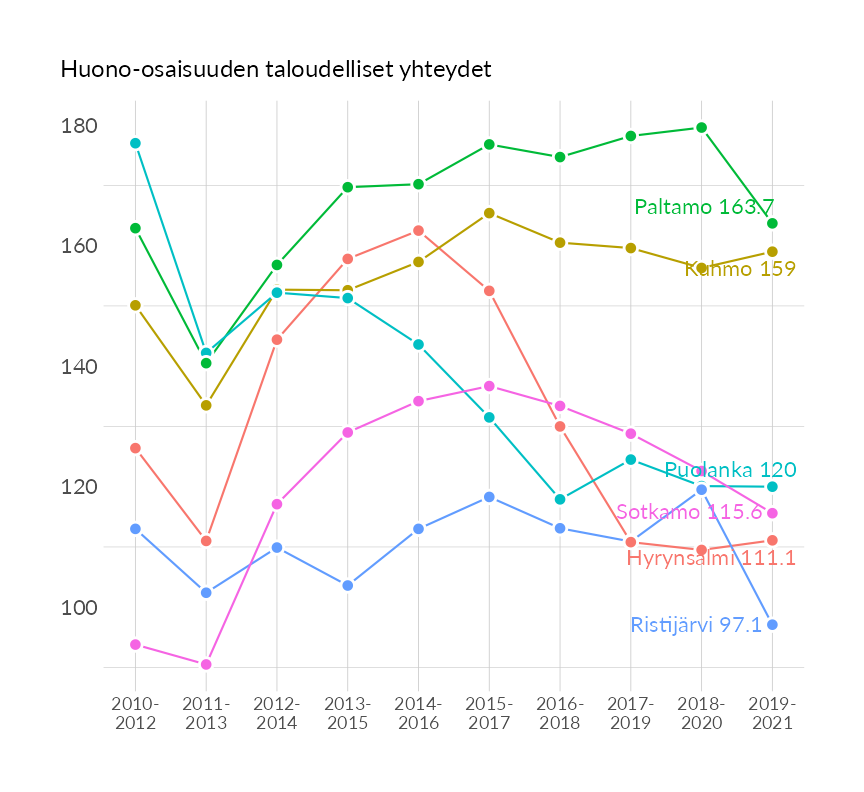 Huono-osaisuuden taloudelliset yhteydet
180
160
140
120
100
Paltamo 163.7
Kuhmo 159
Puolanka 120
Sotkamo 115.6
Hyrynsalmi 111.1
Ristijärvi 97.1
2010- 2011- 2012- 2013- 2014- 2015- 2016- 2017- 2018- 2019-
2012 2013 2014 2015 2016 2017 2018 2019 2020 2021